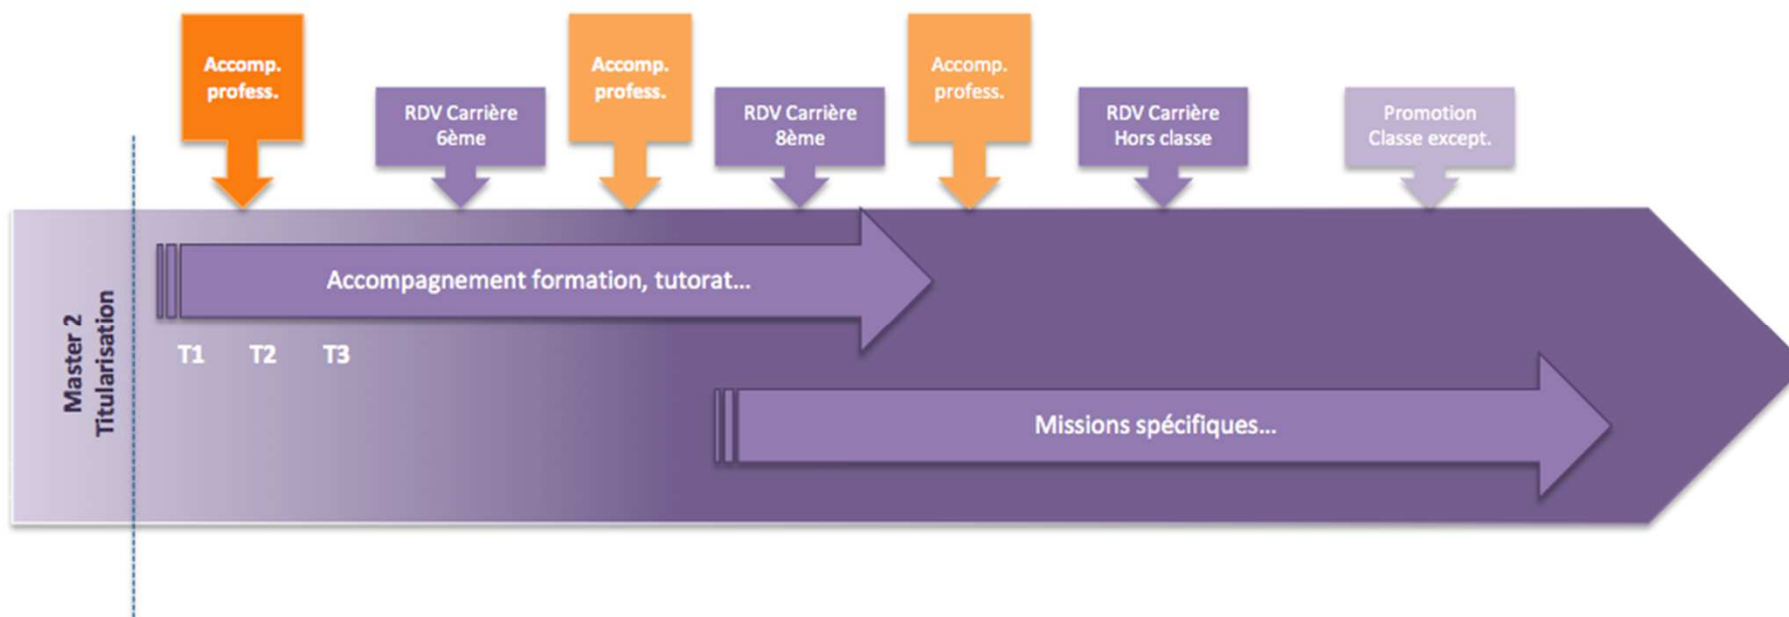 Accomp.
profess.
RDV Carrière
6ème
Accomp.
profess.
RDV Carrière
8ème
Accomp.
profess.
RDV Carrière
Hors classe
Promotion
Classe except.
Master 2
Titularisation
Accompagnement formation, tutorat...
T1 T2 T3
Missions spécifiques...